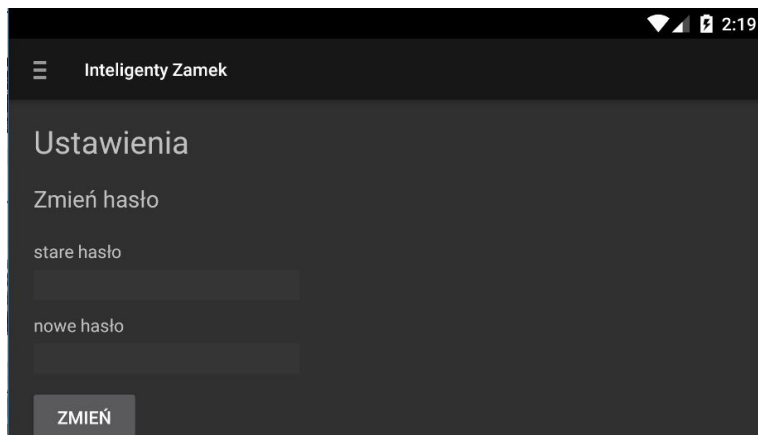 2:19
Inteligenty Zamek
Ustawienia
Zmień hasło
stare hasło
nowe hasło
ZMIEŃ